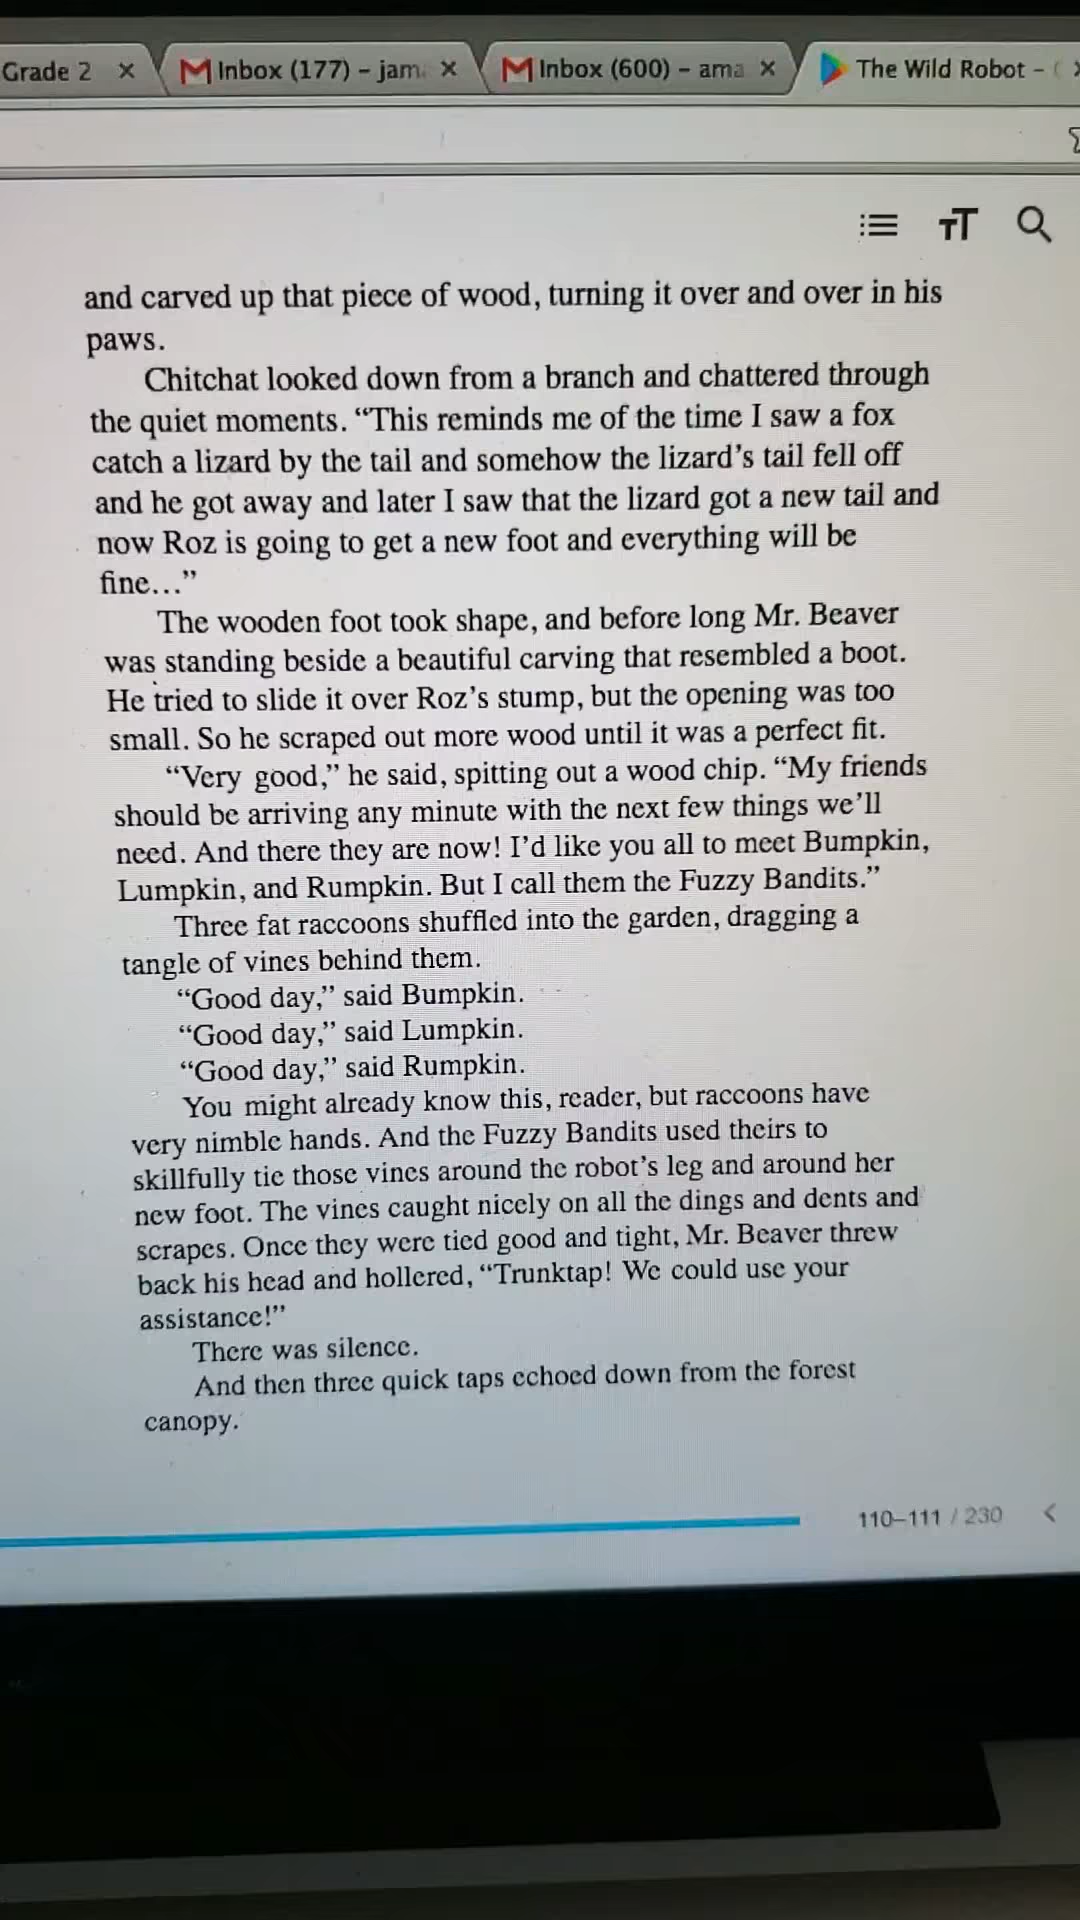 Grade 2
Inbox (177) – jam
Inbox (600) – ama
The Wild Robot –
and carved up that piece of wood, turning it over and over in his
paws.
Chitchat looked down from a branch and chattered through
the quiet moments. “This reminds me of the time I saw a fox
catch a lizard by the tail and somehow the lizard’s tail fell off
and he got away and later I saw that the lizard got a new tail and
now Roz is going to get a new foot and everything will be
fine…”
The wooden foot took shape, and before long Mr. Beaver
was standing beside a beautiful carving that resembled a boot.
He tried to slide it over Roz’s stump, but the opening was too
small. So he scraped out more wood until it was a perfect fit.
“Very good,” he said, spitting out a wood chip. “My friends
should be arriving any minute with the next few things we’ll
need. And there they are now! I’d like you all to meet Bumpkin,
Lumpkin, and Rumpkin. But I call them the Fuzzy Bandits.”
Three fat raccoons shuffled into the garden, dragging a
tangle of vines behind them.
“Good day,” said Bumpkin.
“Good day,” said Lumpkin.
“Good day,” said Rumpkin.
You might already know this, reader, but raccoons have
very nimble hands. And the Fuzzy Bandits used theirs to
skillfully tie those vines around the robot’s leg and around her
new foot. The vines caught nicely on all the dings and dents and
scrapes. Once they were tied good and tight, Mr. Beaver threw
back his head and hollered, “Trunktap! We could use your
assistance!”
There was silence.
And then three quick taps echoed down from the forest
canopy.
110–111 / 230